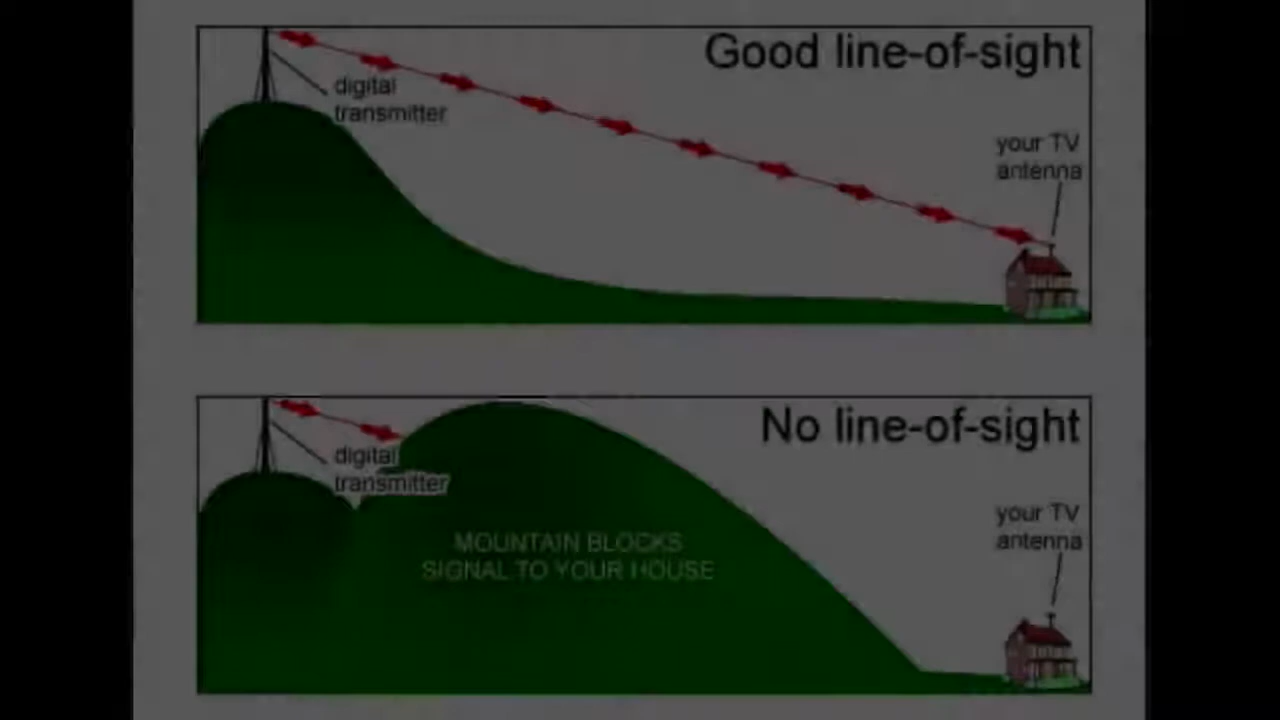 Good line-of-sight
digital
transmitter
your TV
antenna
No line-of-sight
digital
transmitter
your TV
antenna
MOUNTAIN BLOCKS
SIGNAL TO YOUR HOUSE